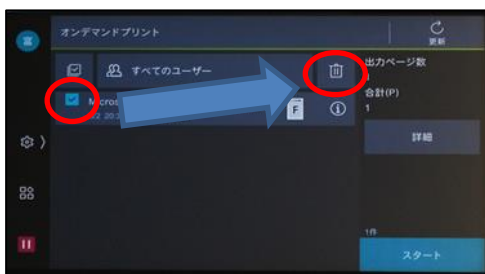 オンデマンドプリント
更新
すべてのユーザー
出力ページ数
1
合計(P)
1
Micros
F
詳細
1件
スタート